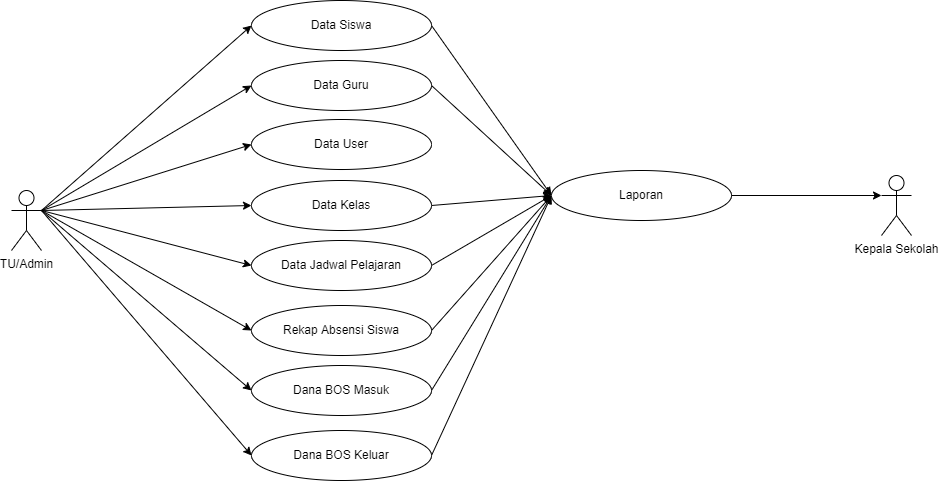 Data Siswa
Data Guru
Data User
Data Kelas
Data Jadwal Pelajaran
Rekap Absensi Siswa
Dana BOS Masuk
Dana BOS Keluar
TU/Admin
Laporan
Kepala Sekolah